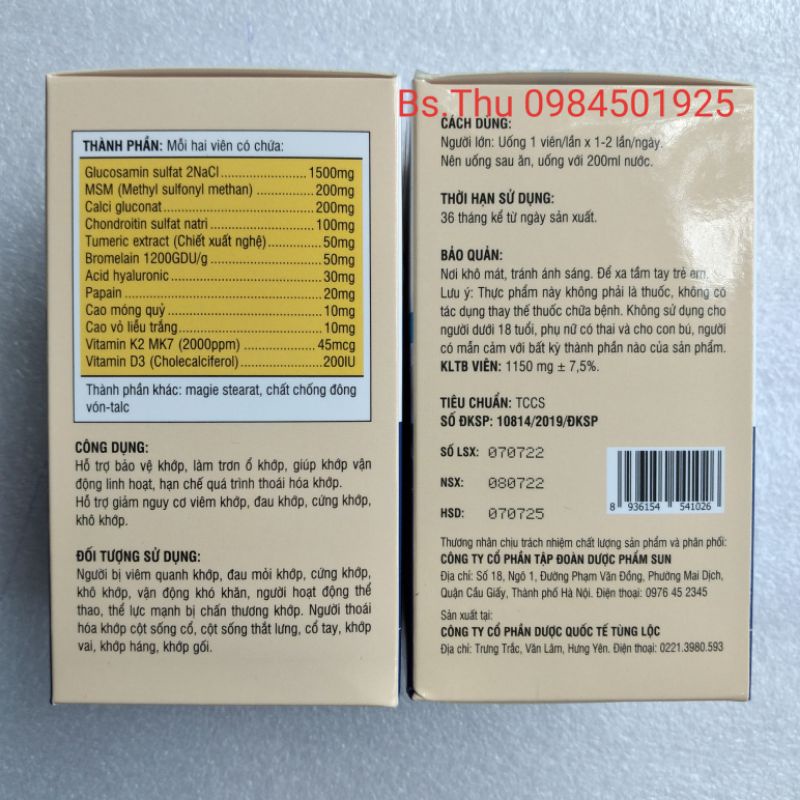 Bs.Thu 0984501925
THÀNH PHẦN: Mỗi hai viên có chứa:
Glucosamin sulfat 2NaCl.....................1500mg
MSM (Methyl sulfonyl methan) ..............200mg
Calci gluconat....................................200mg
Chondroitin sulfat natri........................100mg
Tumeric extract (Chiết xuất nghệ)...........50mg
Bromelain 1200GDU/g..........................50mg
Acid hyaluronic...................................30mg
Papain ..............................................20mg
Cao móng quỷ ....................................10mg
Cao vỏ liễu trắng.................................10mg
Vitamin K2 MK7 (2000ppm) .................45mcg
Vitamin D3 (Cholecalciferol) .................200IU
Thành phần khác: magie stearat, chất chống đông
vón-talc
CÔNG DỤNG:
Hỗ trợ bảo vệ khớp, làm trơn ổ khớp, giúp khớp vận
động linh hoạt, hạn chế quá trình thoái hóa khớp.
Hỗ trợ giảm nguy cơ viêm khớp, đau khớp, cứng khớp,
khô khớp.
ĐỐI TƯỢNG SỬ DỤNG:
Người bị viêm quanh khớp, đau mỏi khớp, cứng khớp,
khô khớp, vận động khó khăn, người hoạt động thể
thao, thể lực mạnh bị chấn thương khớp. Người thoái
hóa khớp cột sống cổ, cột sống thắt lưng, cổ tay, khớp
vai, khớp háng, khớp gối.
CÁCH DÙNG:
Người lớn: Uống 1 viên/lần x 1-2 lần/ngày.
Nên uống sau ăn, uống với 200ml nước.
THỜI HẠN SỬ DỤNG:
36 tháng kể từ ngày sản xuất.
BẢO QUẢN:
Nơi khô mát, tránh ánh sáng. Để xa tầm tay trẻ em.
Lưu ý: Thực phẩm này không phải là thuốc, không có
tác dụng thay thế thuốc chữa bệnh. Không sử dụng cho
người dưới 18 tuổi, phụ nữ có thai và cho con bú, người
có mẫn cảm với bất kỳ thành phần nào của sản phẩm.
KLTB VIÊN: 1150 mg ± 7,5%.
TIÊU CHUẨN: TCCS
SỐ ĐKSP: 10814/2019/ĐKSP
SỐ LSX: 070722
NSX: 080722
HSD: 070725
8 936154 541026
Thương nhân chịu trách nhiệm chất lượng sản phẩm và phân phối:
CÔNG TY CỔ PHẦN TẬP ĐOÀN DƯỢC PHẨM SUN
Địa chỉ: Số 18, Ngõ 1, Đường Phạm Văn Đồng, Phường Mai Dịch,
Quận Cầu Giấy, Thành phố Hà Nội. Điện thoại: 0976 45 2345
Sản xuất tại:
CÔNG TY CỔ PHẦN DƯỢC QUỐC TẾ TÙNG LỘC
Địa chỉ: Trưng Trắc, Văn Lâm, Hưng Yên. Điện thoại: 0221.3980.593